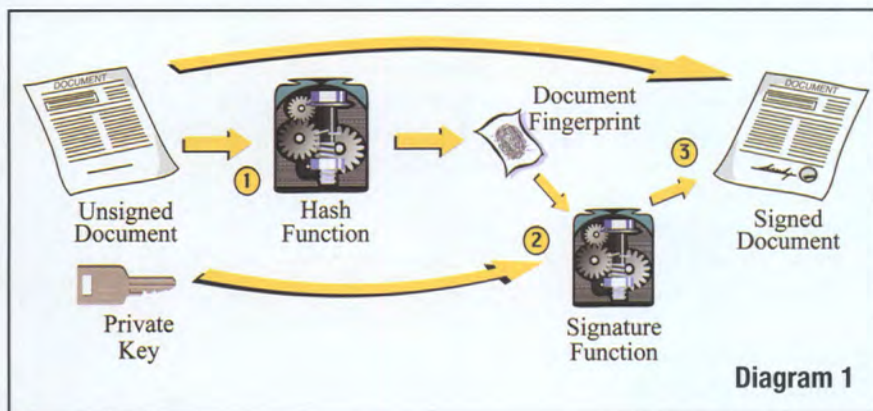 DOCUMENT
Document
Fingerprint
DOCUMENT
1
3
Unsigned
Document
Hash
Function
2
Signed
Document
Private
Key
Signature
Function
Diagram 1